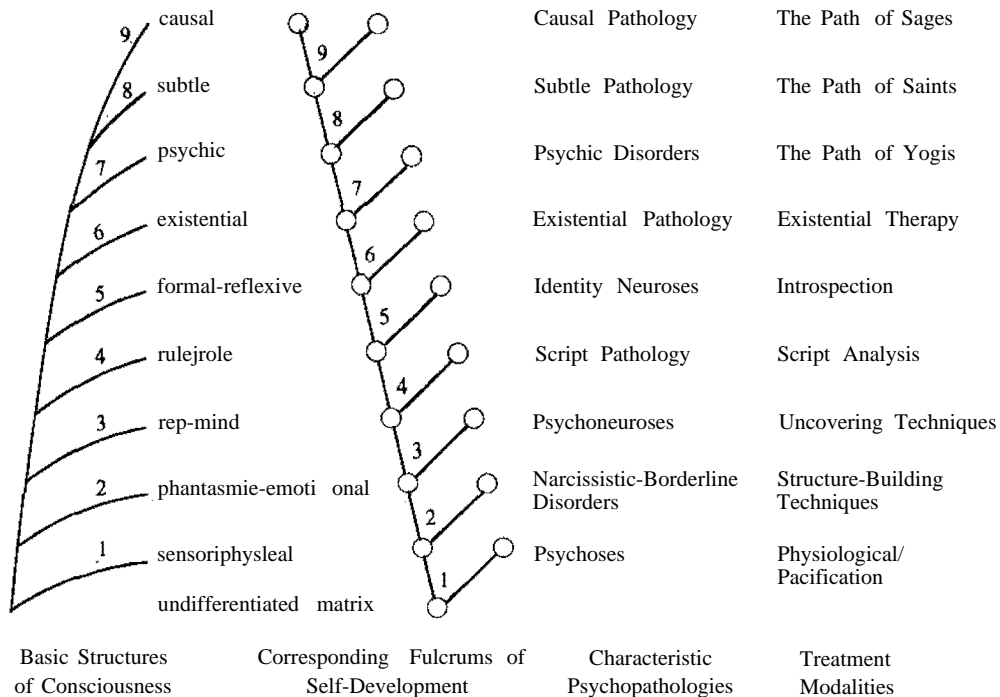 9 causal 9 Causal Pathology The Path of Sages
8 subtle 8 Subtle Pathology The Path of Saints
7 psychic 7 Psychic Disorders The Path of Yogis
6 existential 6 Existential Pathology Existential Therapy
5 formal-reflexive 5 Identity Neuroses Introspection
4 rulejrole 4 Script Pathology Script Analysis
3 rep-mind 3 Psychoneuroses Uncovering Techniques
2 phantasmie-emoti onal 2 Narcissistic-Borderline Structure-Building
Disorders Techniques
1 sensoriphysleal 1 Psychoses Physiological/
Pacification
undifferentiated matrix
Basic Structures Corresponding Fulcrums of Characteristic Treatment
of Consciousness Self-Development Psychopathologies Modalities